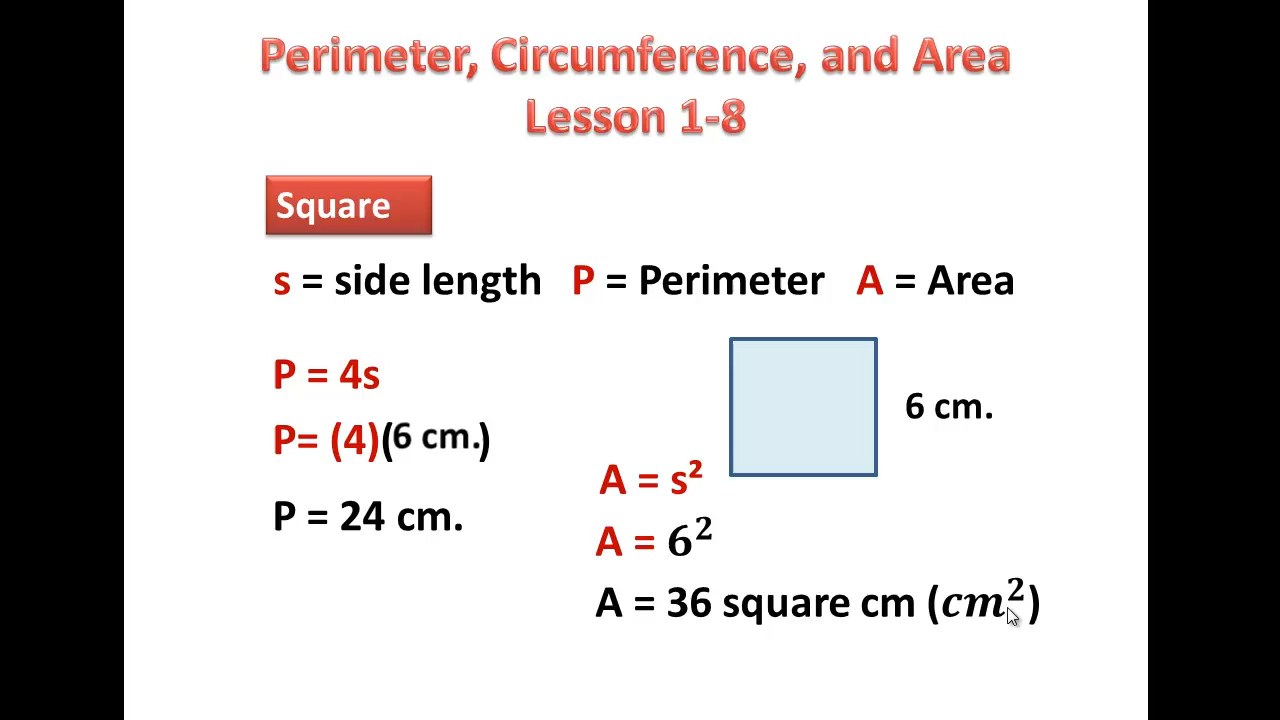 Perimeter, Circumference, and Area
Lesson 1-8
Square
s = side length P = Perimeter A = Area
P = 4s
P= (4)(6 cm.)
P = 24 cm.
6 cm.
A = s²
A = 6²
A = 36 square cm (cm²)